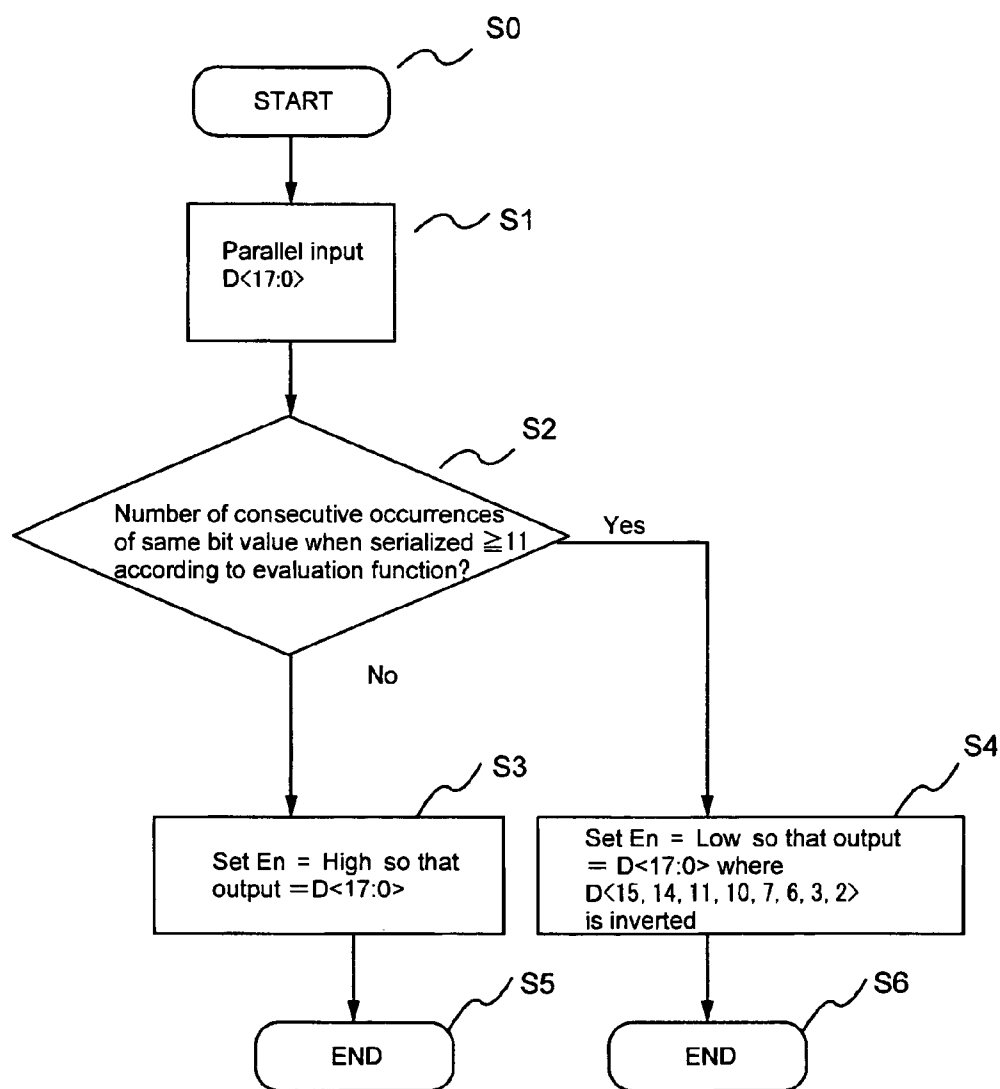 S0
START
S1
Parallel input
D<17:0>
S2
Number of consecutive occurrences
of same bit value when serialized ≧11
according to evaluation function?
Yes
No
S3
Set En = High so that
output =D<17:0>
S4
Set En = Low so that output
= D<17:0> where
D<15, 14, 11, 10, 7, 6, 3, 2>
is inverted
S5
END
S6
END